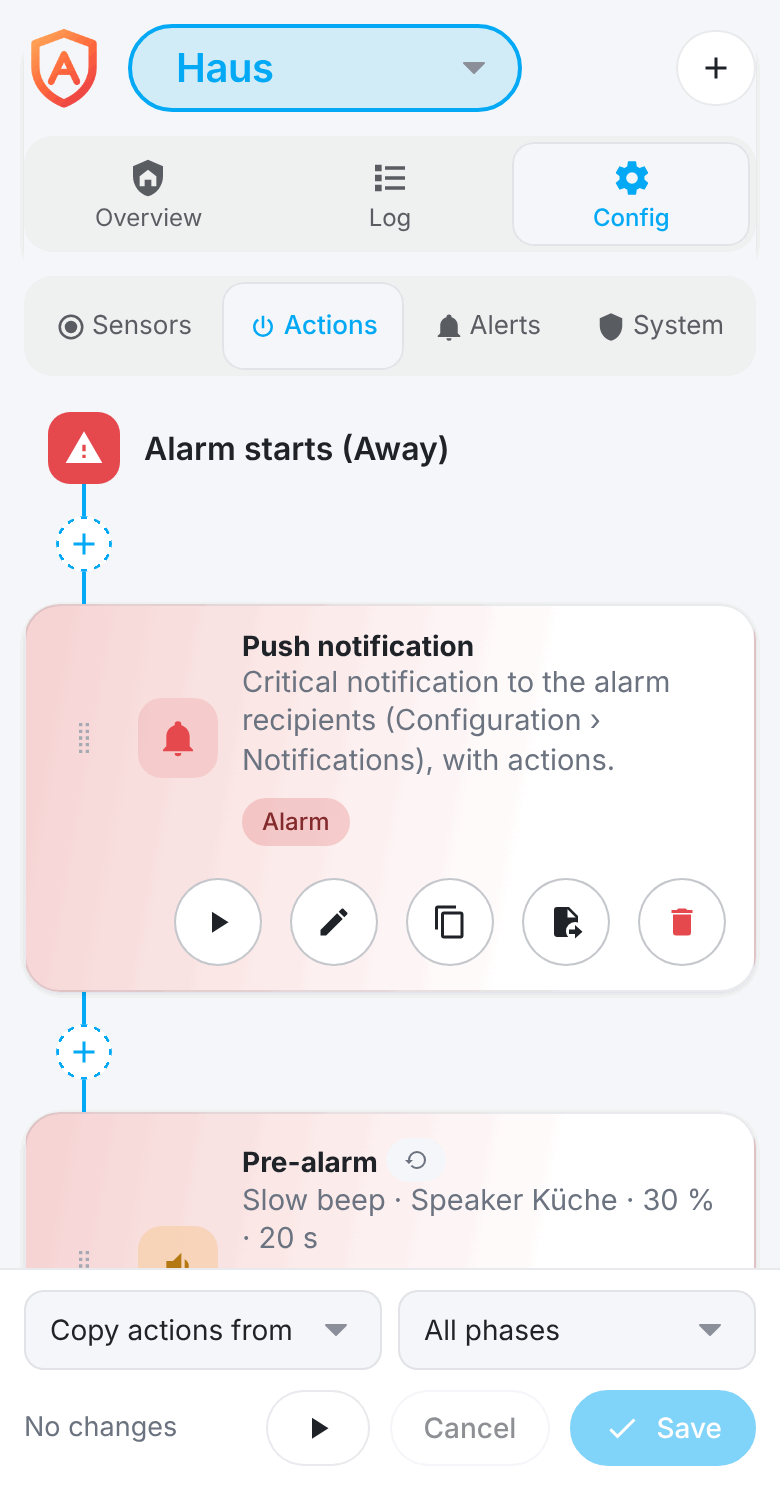 Haus
Overview
Log
Config
Sensors
Actions
Alerts
System
Alarm starts (Away)
Push notification
Critical notification to the alarm
recipients (Configuration ›
Notifications), with actions.
Alarm
Pre-alarm
Slow beep · Speaker Küche · 30 %
· 20 s
Copy actions from
All phases
No changes
Cancel
Save